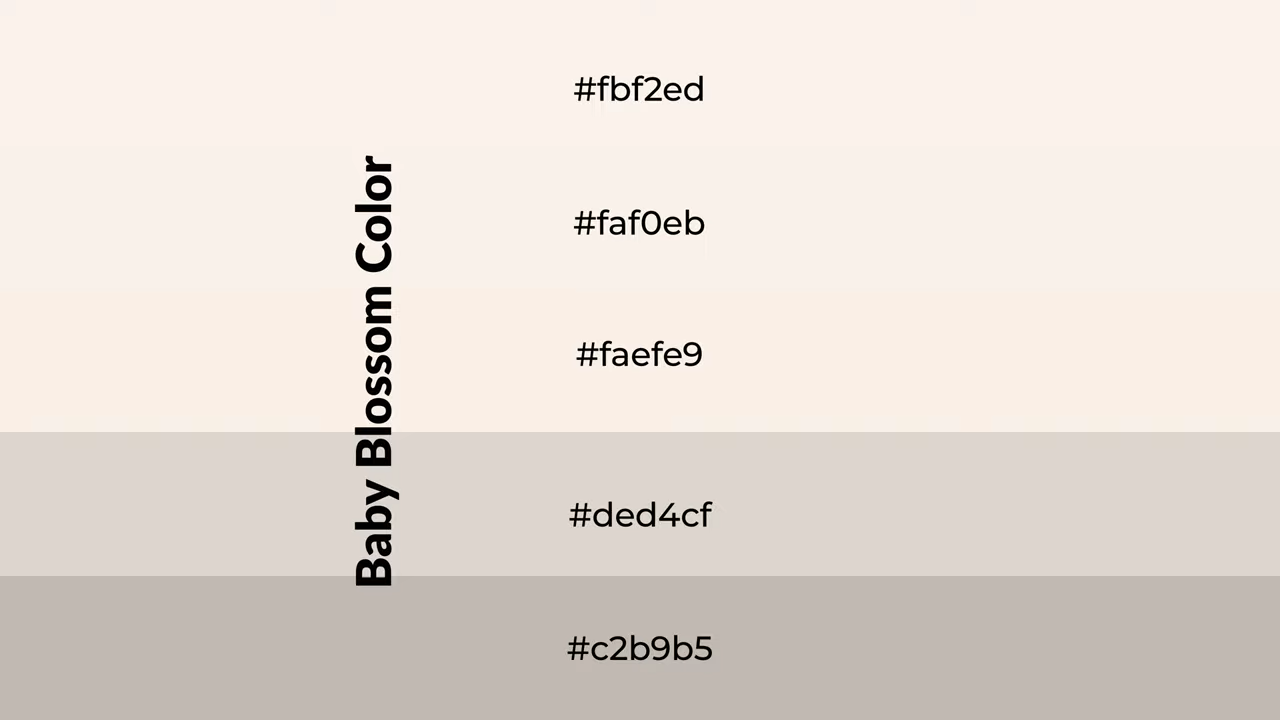 Baby Blossom Color
#fbf2ed
#faf0eb
#faefe9
#ded4cf
#c2b9b5